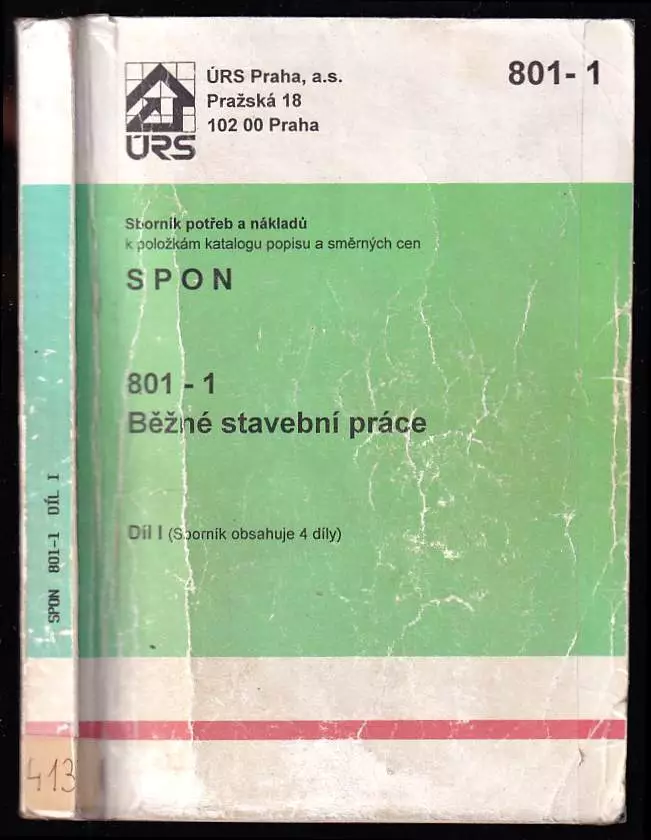 ÚRS Praha, a.s.
Pražská 18
102 00 Praha
801-1
ÚRS
Sborník potřeb a nákladů
k položkám katalogu popisu a směrných cen
SPON
801-1
Běžné stavební práce
Díl I (Sborník obsahuje 4 díly)
SPON 801-1 DÍL I
413